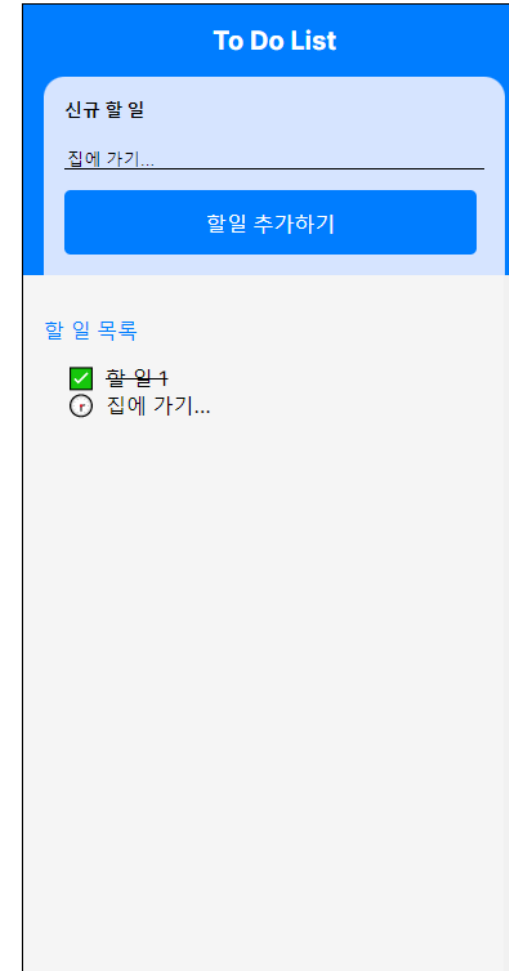 To Do List
신규 할 일
집에 가기...
할일 추가하기
할 일 목록
✅ 할 일 1
🕞 집에 가기...